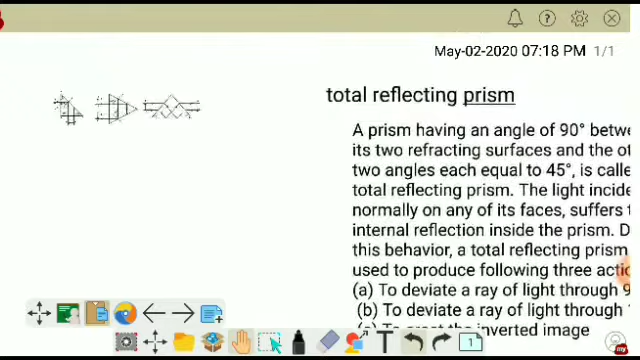 May-02-2020 07:18 PM 1/1
total reflecting prism
A prism having an angle of 90° betwe
its two refracting surfaces and the ot
two angles each equal to 45°, is calle
total reflecting prism. The light incide
normally on any of its faces, suffers t
internal reflection inside the prism. D
this behavior, a total reflecting prism
used to produce following three actio
(a) To deviate a ray of light through 9
(b) To deviate a ray of light through
(c) To erect the inverted image
1
my